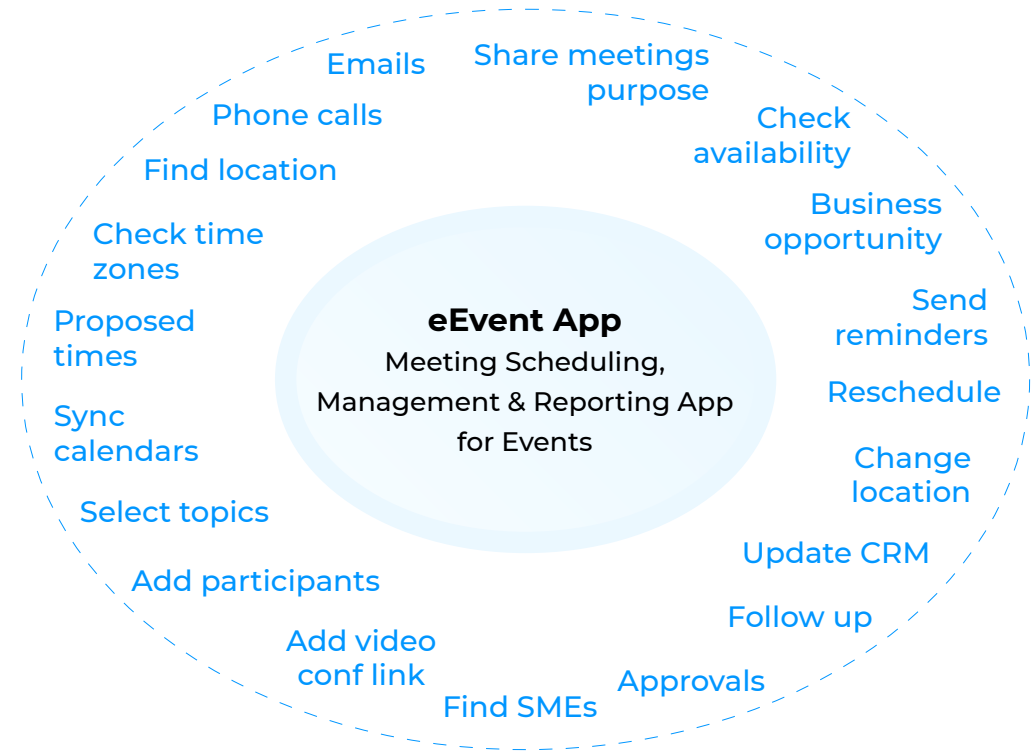 Emails
Share meetings
purpose
Phone calls
Check
availability
Find location
Business
opportunity
Check time
zones
Send
reminders
eEvent App
Meeting Scheduling,
Management & Reporting App
for Events
Proposed
times
Reschedule
Sync
calendars
Change
location
Select topics
Update CRM
Add participants
Follow up
Add video
conf link
Approvals
Find SMEs